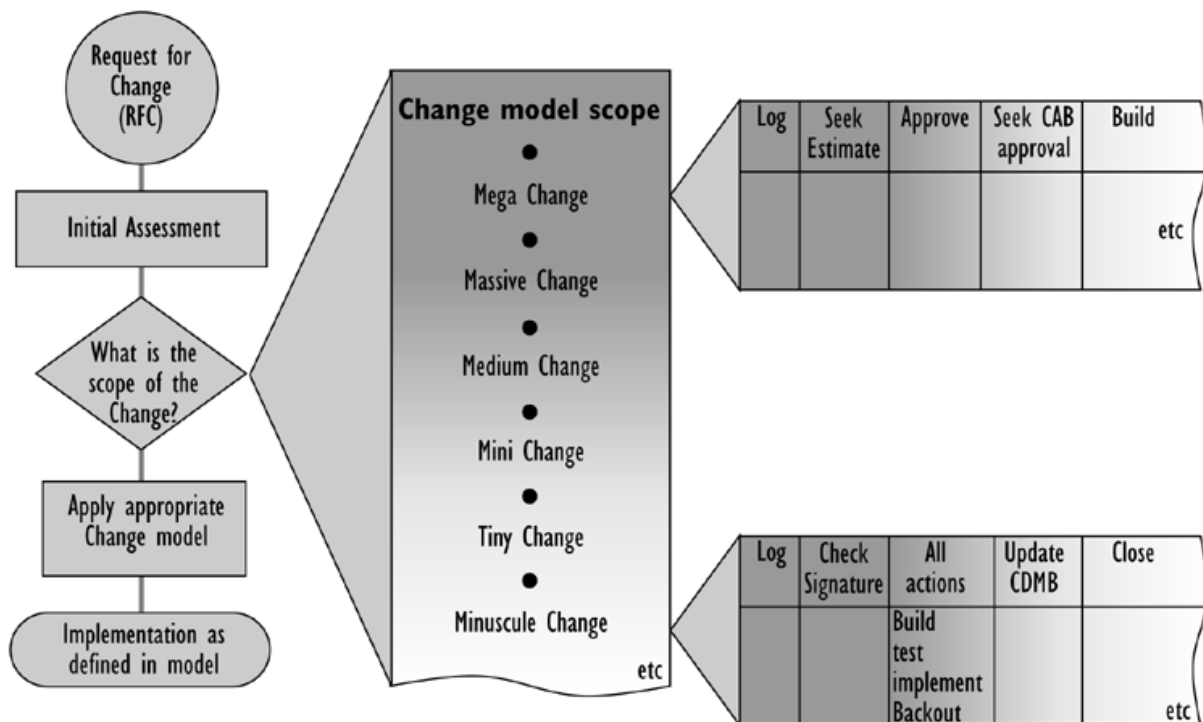 Request for
Change
(RFC)
Initial Assessment
What is the
scope of the
Change?
Apply appropriate
Change model
Implementation as
defined in model
Change model scope
Mega Change
Massive Change
Medium Change
Mini Change
Tiny Change
Minuscule Change
etc
Log
Seek
Estimate
Approve
Seek CAB
approval
Build
etc
Log
Check
Signature
All
actions
Update
CDMB
Close
Build
test
implement
Backout
etc